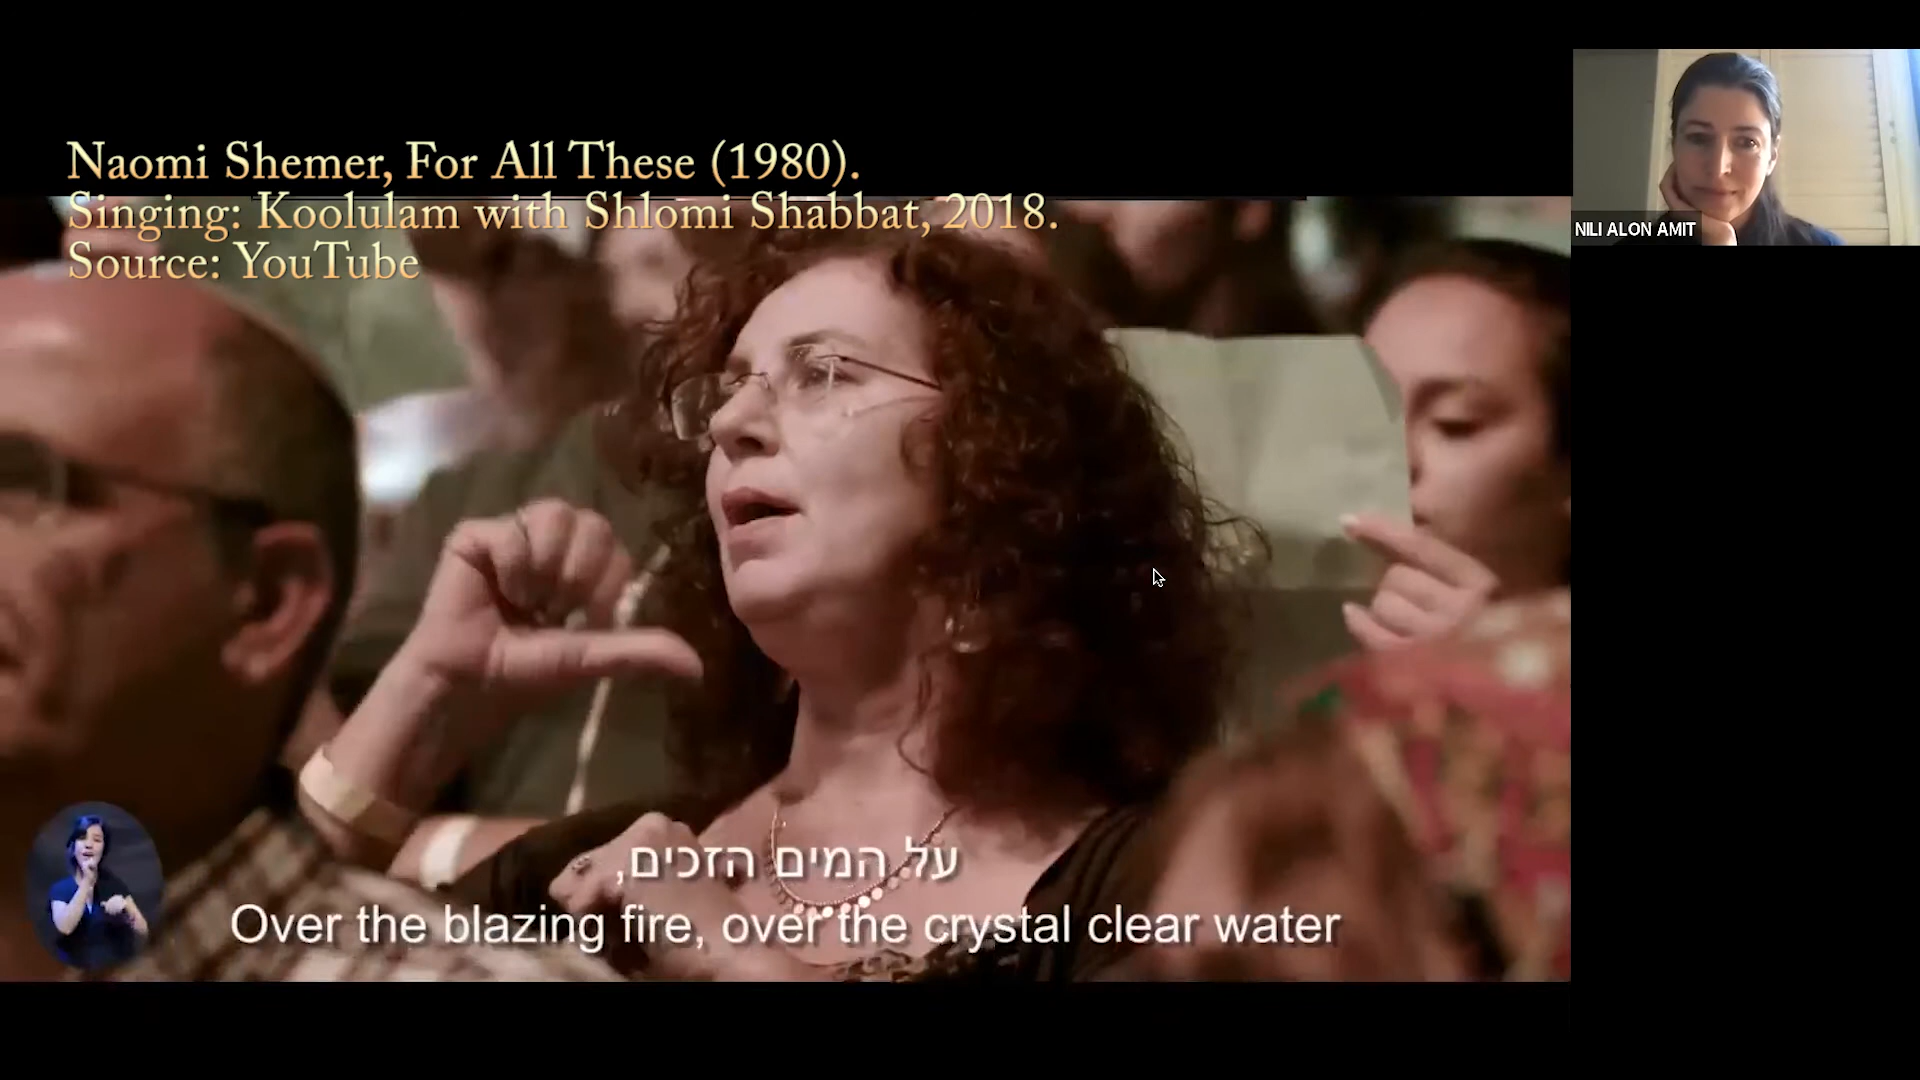 Naomi Shemer, For All These (1980).
Singing: Koolulam with Shlomi Shabbat, 2018.
Source: YouTube
NILI ALON AMIT
על המים הזכים,
Over the blazing fire, over the crystal clear water